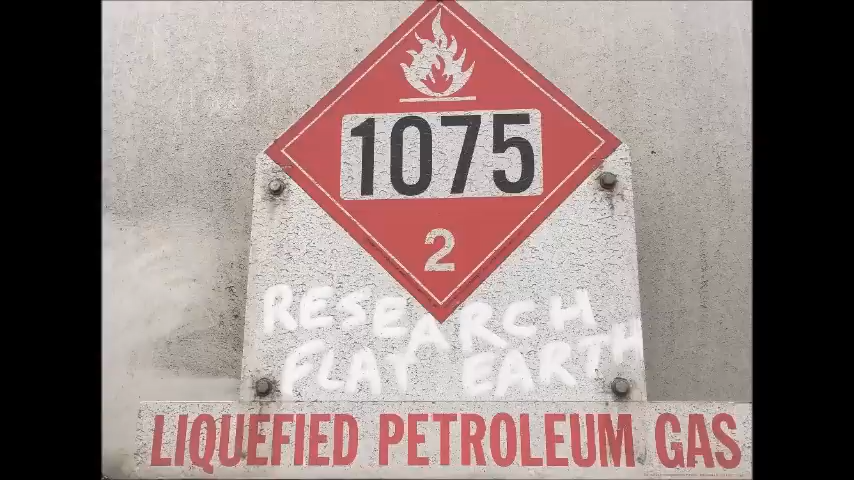 1075
2
RESEARCH
FLAT EARTH
LIQUEFIED PETROLEUM GAS